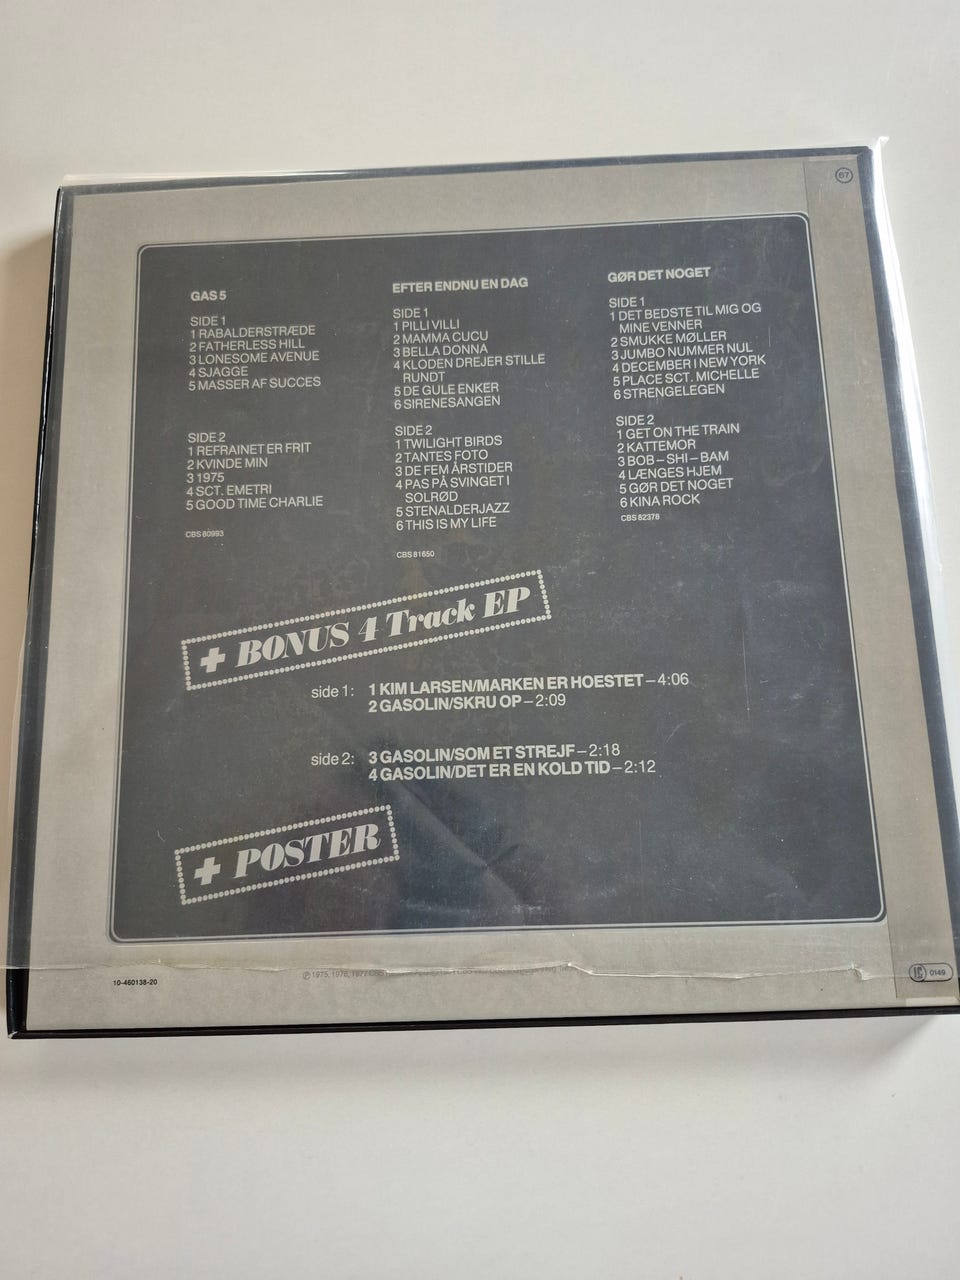 67
GAS 5
SIDE 1
1 RABALDERSTRÆDE
2 FATHERLESS HILL
3 LONESOME AVENUE
4 SJAGGE
5 MASSER AF SUCCES
SIDE 2
1 REFRAINET ER FRIT
2 KVINDE MIN
3 1975
4 SCT. EMETRI
5 GOOD TIME CHARLIE
CBS 80993
EFTER ENDNU EN DAG
SIDE 1
1 PILLI VILLI
2 MAMMA CUCU
3 BELLA DONNA
4 KLODEN DREJER STILLE
RUNDT
5 DE GULE ENKER
6 SIRENESANGEN
SIDE 2
1 TWILIGHT BIRDS
2 TANTES FOTO
3 DE FEM ÅRSTIDER
4 PAS PÅ SVINGET I
SOLRØD
5 STENALDERJAZZ
6 THIS IS MY LIFE
CBS 81650
GØR DET NOGET
SIDE 1
1 DET BEDSTE TIL MIG OG
MINE VENNER
2 SMUKKE MØLLER
3 JUMBO NUMMER NUL
4 DECEMBER I NEW YORK
5 PLACE SCT. MICHELLE
6 STRENGELEGEN
SIDE 2
1 GET ON THE TRAIN
2 KATTEMOR
3 BOB – SHI – BAM
4 LÆNGES HJEM
5 GØR DET NOGET
6 KINA ROCK
CBS 82378
+ BONUS 4 Track EP
side 1: 1 KIM LARSEN/MARKEN ER HOESTET – 4:06
2 GASOLIN/SKRU OP – 2:09
side 2: 3 GASOLIN/SOM ET STREJF – 2:18
4 GASOLIN/DET ER EN KOLD TID – 2:12
+ POSTER
10-460138-20
℗ 1975, 1976, 1977 CBS
LC 0149